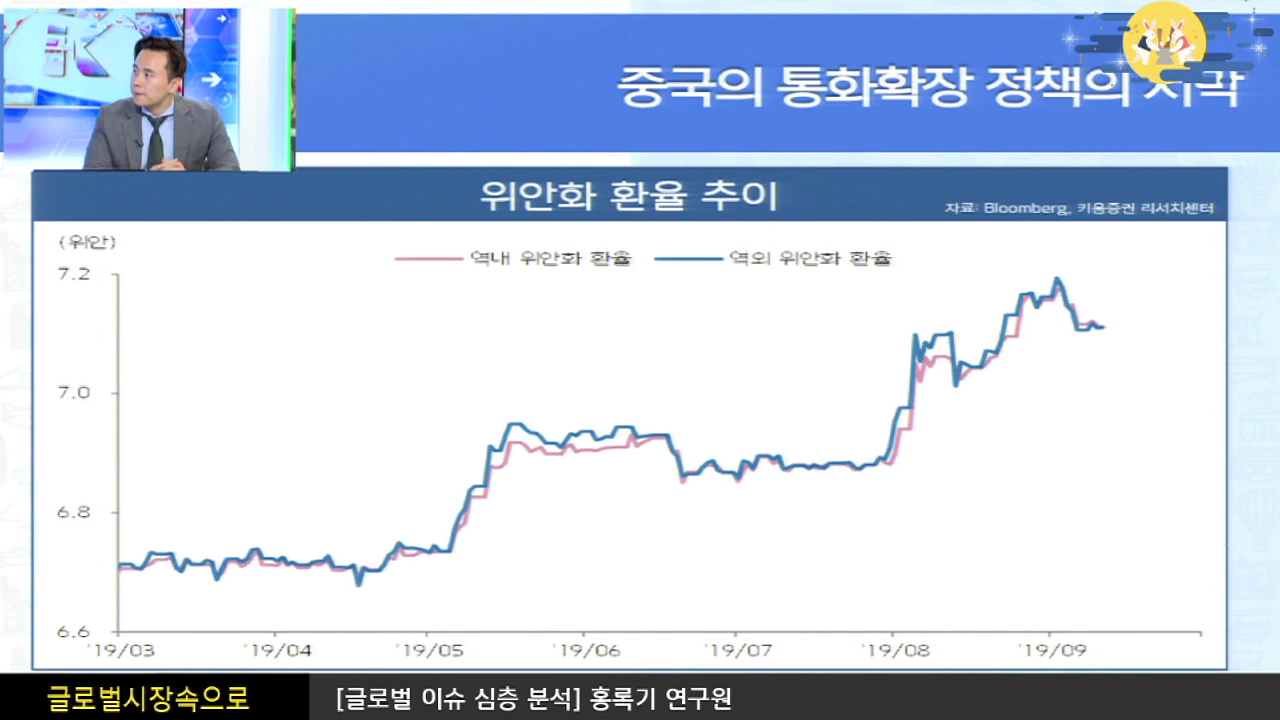 중국의 통화확장 정책의 시작
위안화 환율 추이
자료: Bloomberg, 키움증권 리서치센터
(위안)
역내 위안화 환율
역외 위안화 환율
7.2
7.0
6.8
6.6
'19/03
'19/04
'19/05
'19/06
'19/07
'19/08
'19/09
글로벌시장속으로
[글로벌 이슈 심층 분석] 홍록기 연구원